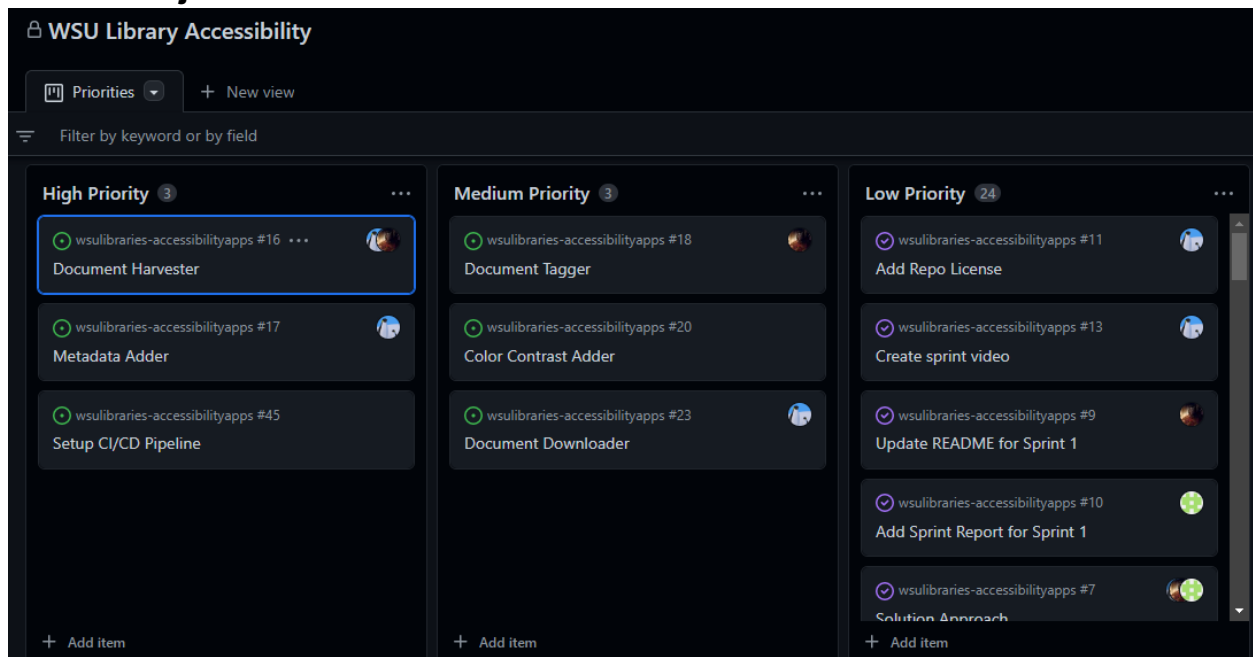 WSU Library Accessibility
Priorities
+ New view
Filter by keyword or by field
High Priority 3 ...
wsulibraries-accessibilityapps #16 ...
Document Harvester
wsulibraries-accessibilityapps #17
Metadata Adder
wsulibraries-accessibilityapps #45
Setup CI/CD Pipeline
+ Add item
Medium Priority 3 ...
wsulibraries-accessibilityapps #18
Document Tagger
wsulibraries-accessibilityapps #20
Color Contrast Adder
wsulibraries-accessibilityapps #23
Document Downloader
+ Add item
Low Priority 24 ...
wsulibraries-accessibilityapps #11
Add Repo License
wsulibraries-accessibilityapps #13
Create sprint video
wsulibraries-accessibilityapps #9
Update README for Sprint 1
wsulibraries-accessibilityapps #10
Add Sprint Report for Sprint 1
wsulibraries-accessibilityapps #7
Solution Approach
+ Add item